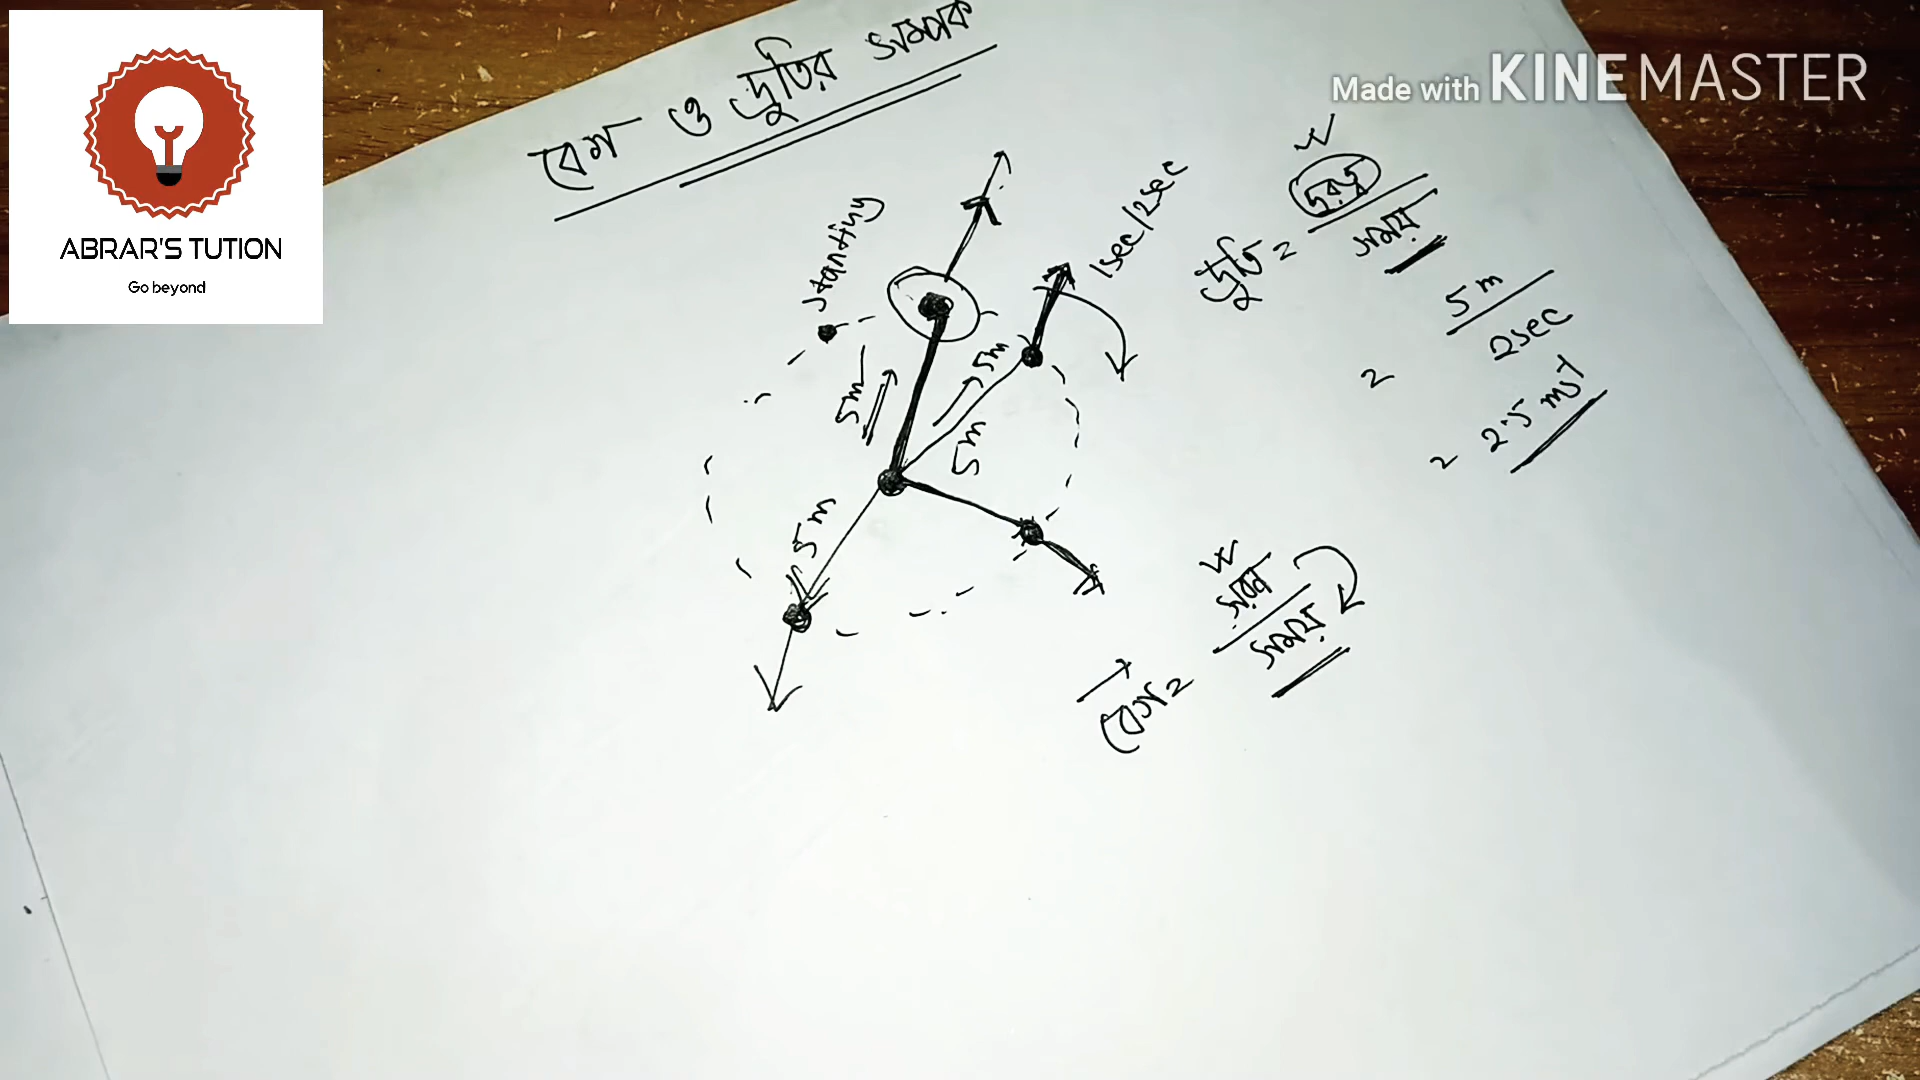 ABRAR'S TUTION
Go beyond
Made with KINEMASTER
বেগ ও দ্রুতির সম্পর্ক
standing
1sec/2sec
5m
5m
5m
5m
দ্রুতি = দূরত্ব / সময়
= 5m / 2sec
= 2.5 ms⁻¹
বেগ = সরণ / সময়